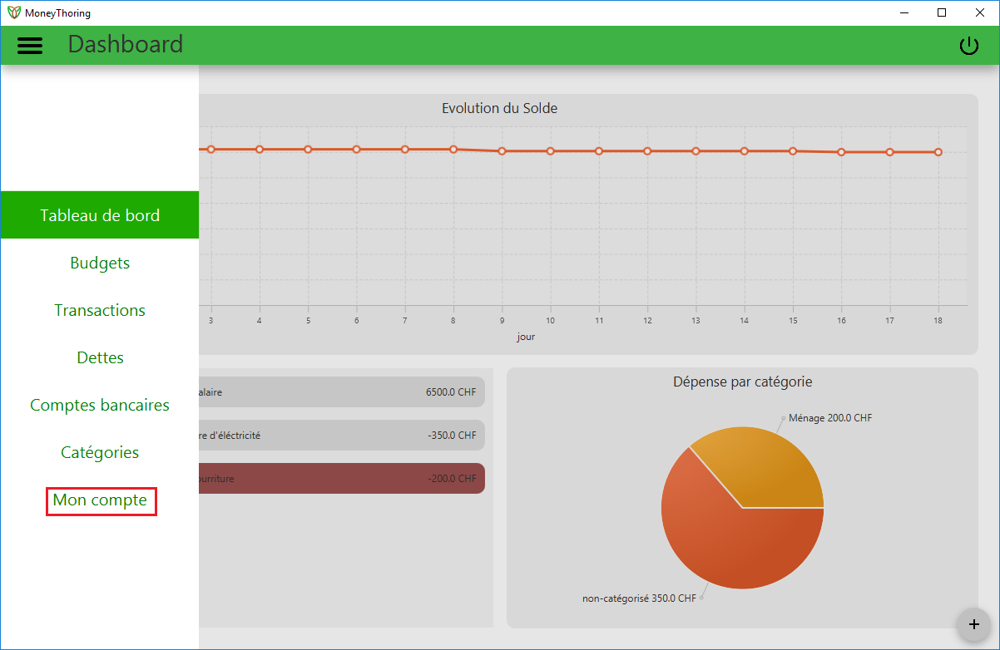 MoneyThoring
Dashboard
Tableau de bord
Budgets
Transactions
Dettes
Comptes bancaires
Catégories
Mon compte
Evolution du Solde
3 4 5 6 7 8 9 10 11 12 13 14 15 16 17 18
jour
alaire 6500.0 CHF
re d'éléctricité -350.0 CHF
ourriture -200.0 CHF
Dépense par catégorie
Ménage 200.0 CHF
non-catégorisé 350.0 CHF
+